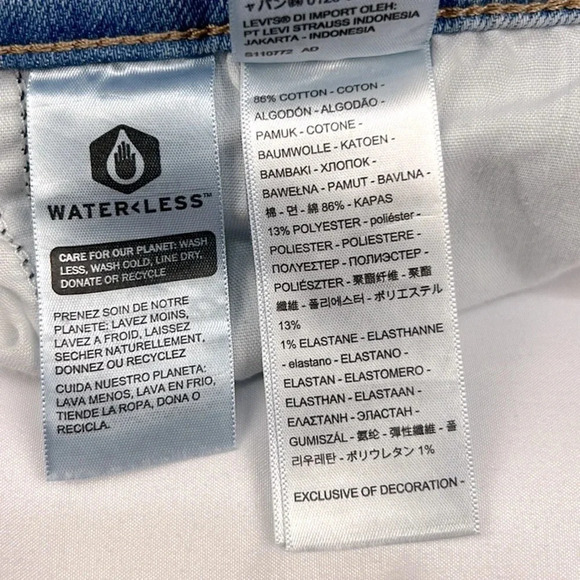 WATER<LESS™
CARE FOR OUR PLANET: WASH
LESS, WASH COLD, LINE DRY,
DONATE OR RECYCLE
PRENEZ SOIN DE NOTRE
PLANETE: LAVEZ MOINS,
LAVEZ A FROID, LAISSEZ
SECHER NATURELLEMENT,
DONNEZ OU RECYCLEZ
CUIDA NUESTRO PLANETA:
LAVA MENOS, LAVA EN FRIO,
TIENDE LA ROPA, DONA O
RECICLA.
LEVI'S® DI IMPORT OLEH:
PT LEVI STRAUSS INDONESIA
JAKARTA - INDONESIA
S110772 AD
86% COTTON - COTON -
ALGODÓN - ALGODÃO -
PAMUK - COTONE -
BAUMWOLLE - KATOEN -
ΒΑΜΒΑΚΙ - ХЛОПОК -
BAWEŁNA - PAMUT - BAVLNA -
棉 - 면 - 綿 86% - KAPAS
13% POLYESTER - poliéster -
POLIESTER - POLIESTERE -
ΠΟΛΥΕΣΤΕΡ - ПОЛИЭСТЕР -
POLIÉSZTER - 聚酯纤维 - 聚酯
纖維 - 폴리에스터 - ポリエステル
13%
1% ELASTANE - ELASTHANNE
- elastano - ELASTANO -
ELASTAN - ELASTOMERO -
ELASTHAN - ELASTAAN -
ΕΛΑΣΤΑΝΗ - ЭЛАСТАН -
GUMISZÁL - 氨纶 - 彈性纖維 - 폴
리우레탄 - ポリウレタン 1%
EXCLUSIVE OF DECORATION -